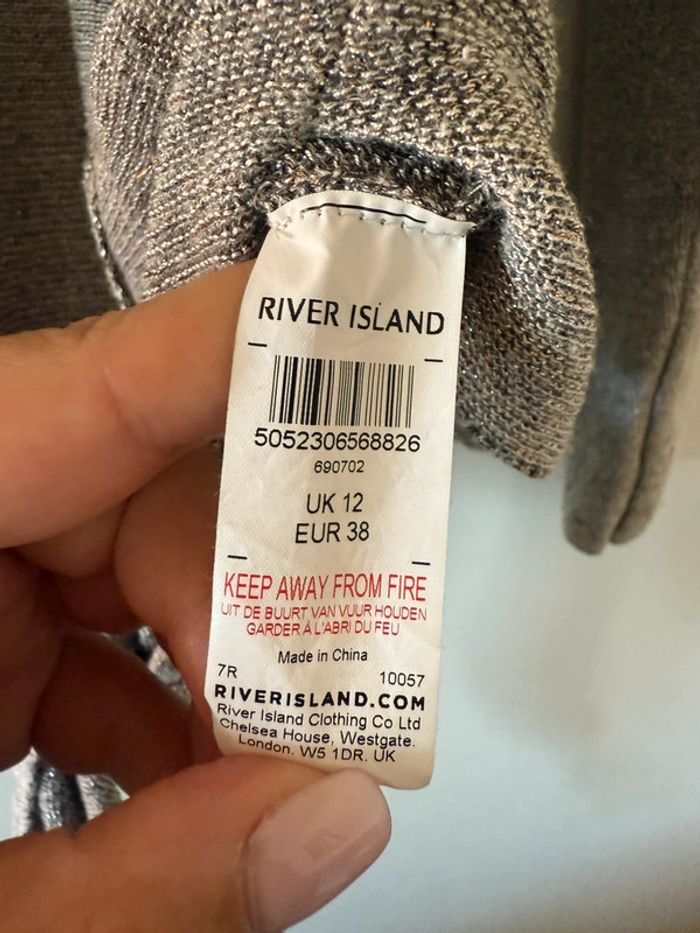 RIVER ISLAND
5052306568826
690702
UK 12
EUR 38
KEEP AWAY FROM FIRE
UIT DE BUURT VAN VUUR HOUDEN
GARDER À L'ABRI DU FEU
Made in China
7R 10057
RIVERISLAND.COM
River Island Clothing Co Ltd
Chelsea House, Westgate.
London. W5 1DR. UK